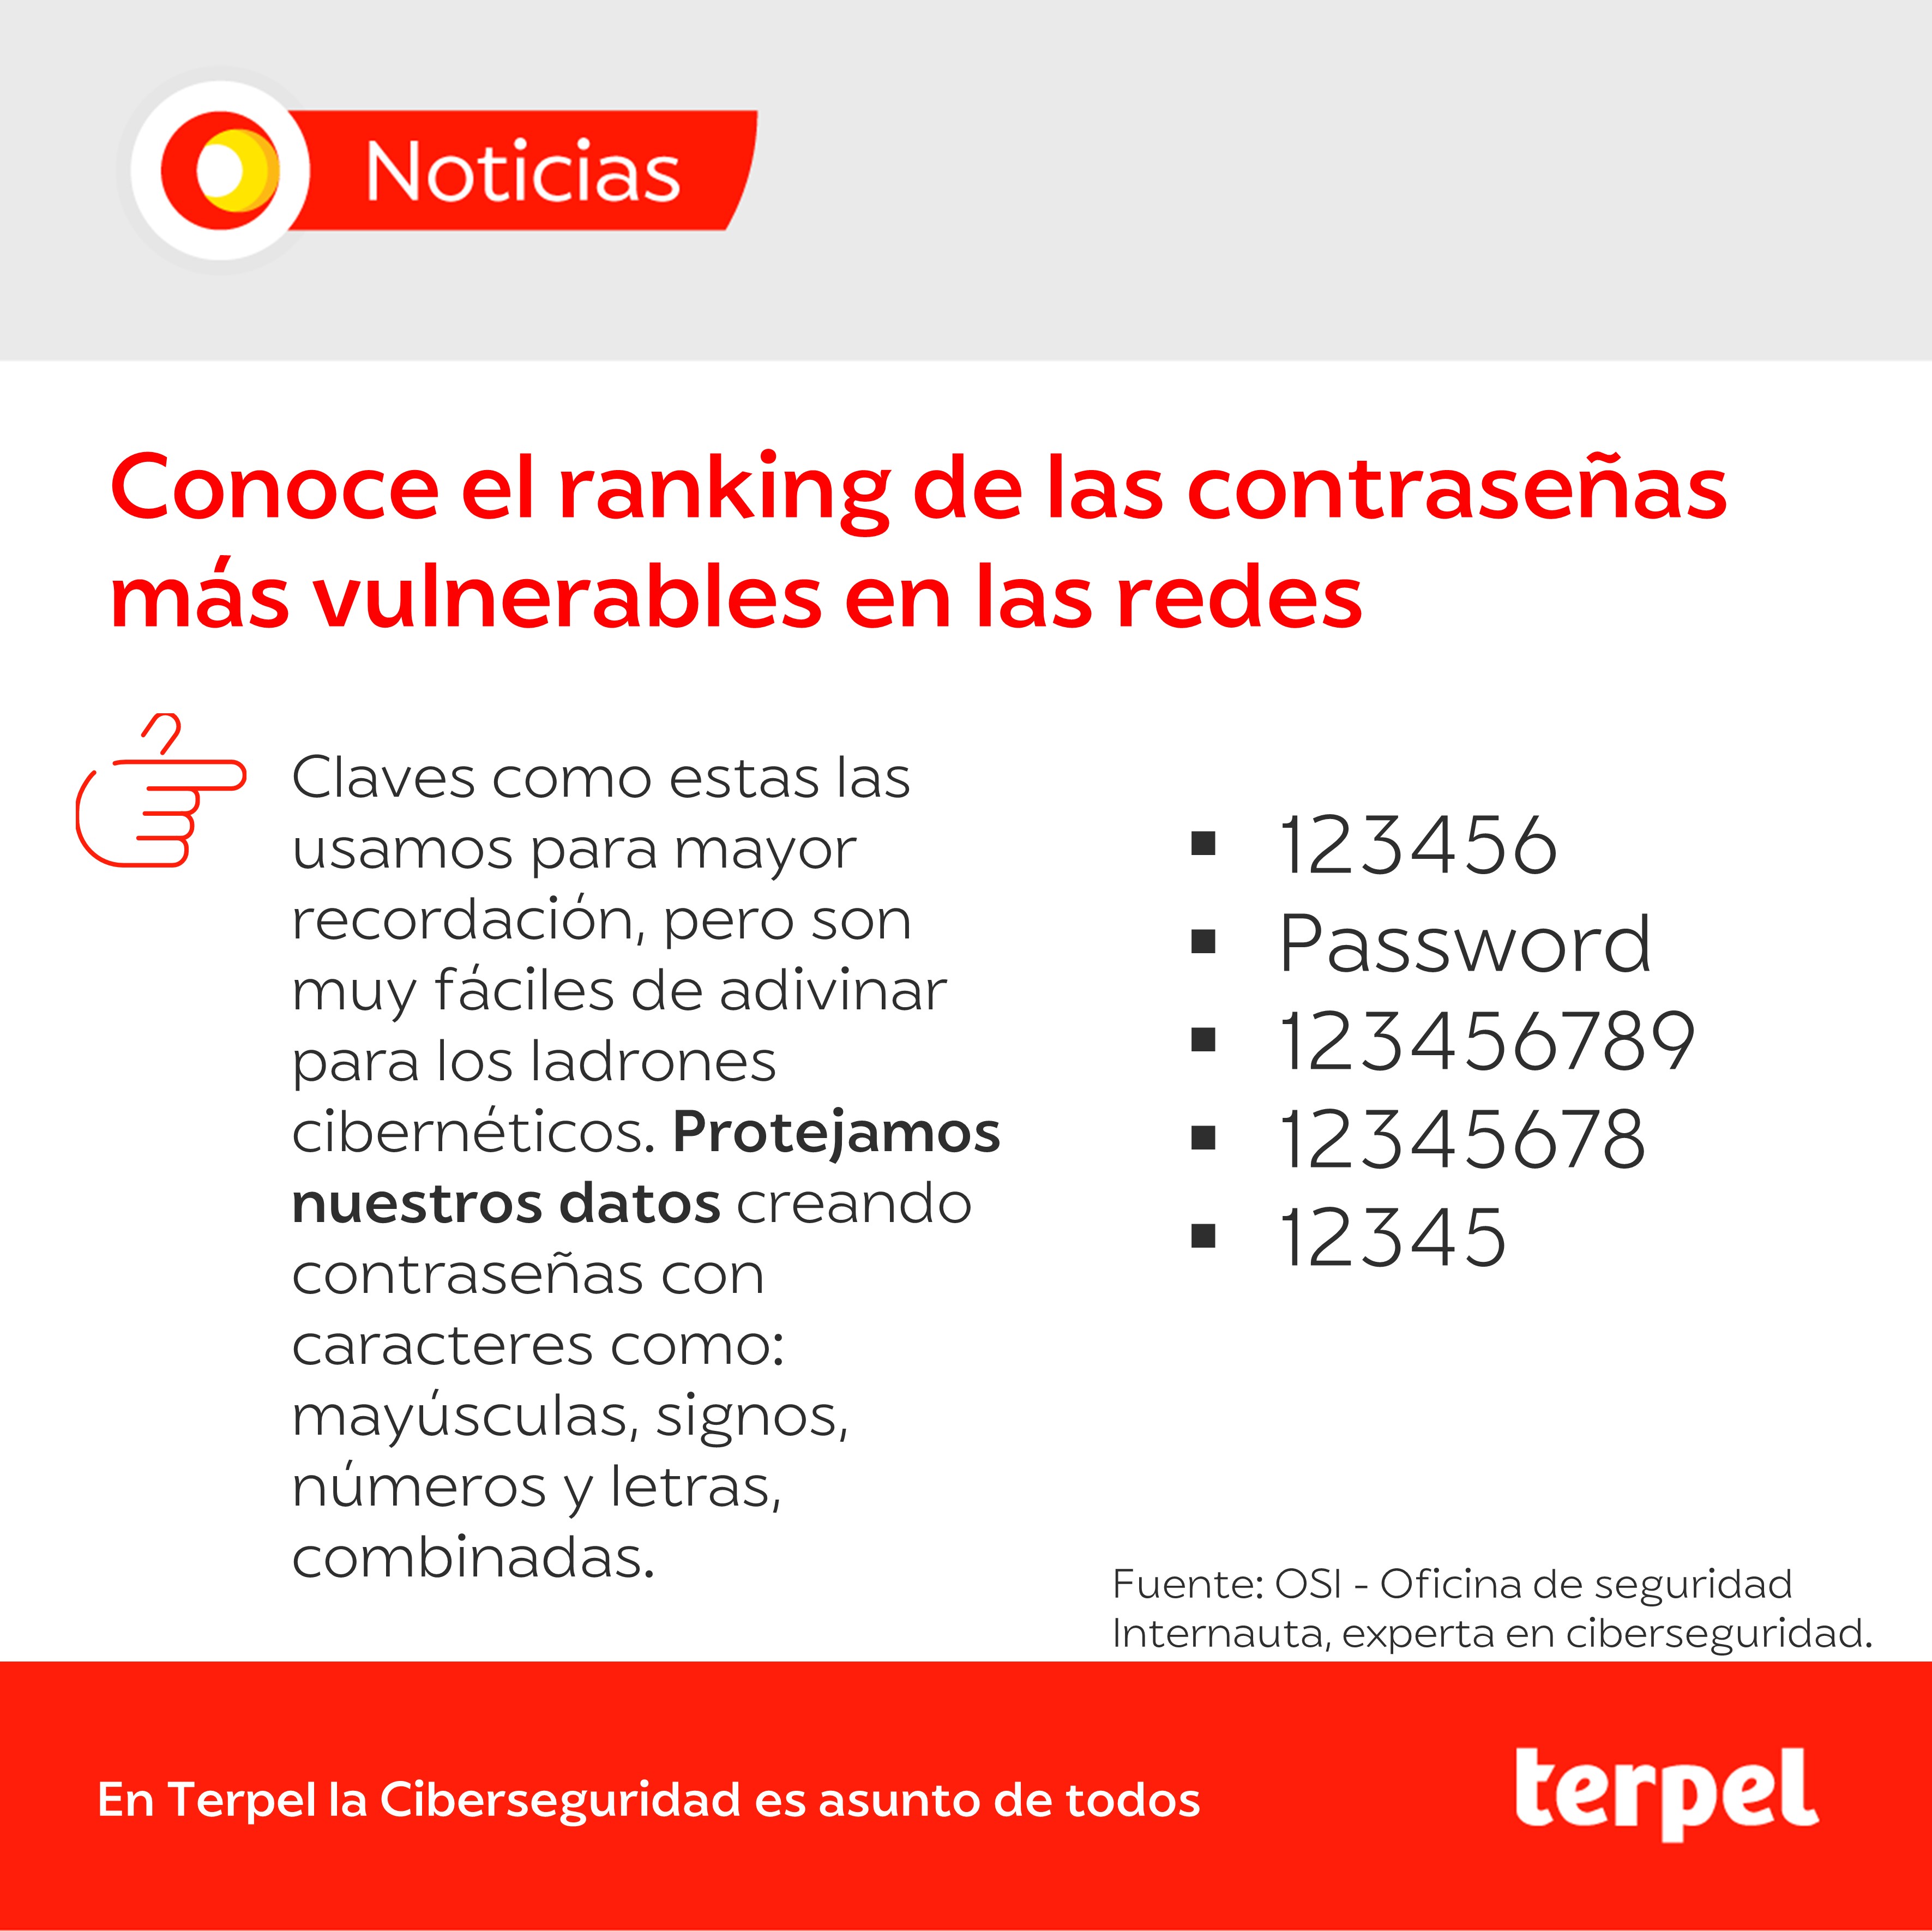 Noticias
Conoce el ranking de las contraseñas
más vulnerables en las redes
Claves como estas las
usamos para mayor
recordación, pero son
muy fáciles de adivinar
para los ladrones
cibernéticos. Protejamos
nuestros datos creando
contraseñas con
caracteres como:
mayúsculas, signos,
números y letras,
combinadas.
▪ 123456
▪ Password
▪ 123456789
▪ 12345678
▪ 12345
Fuente: OSI - Oficina de seguridad
Internauta, experta en ciberseguridad.
En Terpel la Ciberseguridad es asunto de todos
terpel